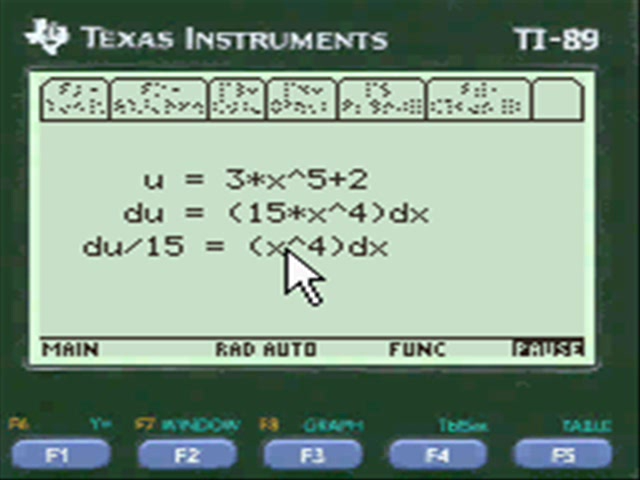 TEXAS INSTRUMENTS TI-89
u = 3*x^5+2
du = (15*x^4)dx
du/15 = (x^4)dx
MAIN RAD AUTO FUNC PAUSE
F6 Y= F7 WINDOW F8 GRAPH TblSet TABLE
F1 F2 F3 F4 F5